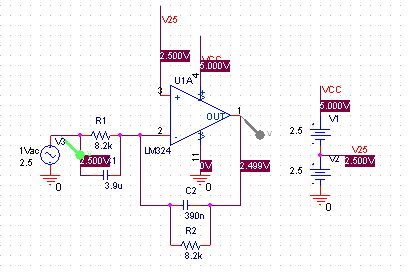 V25
2.500V
VCC
5.000V
U1A
4
3
+
V+
OUT
1
V
2
-
V-
LM324
11
0V
2.499V
0
R1
8.2k
V3
1Vac
2.5
2.500V
C1
3.9u
0
C2
390n
R2
8.2k
VCC
5.000V
V1
2.5
V25
2.500V
V2
2.5
0